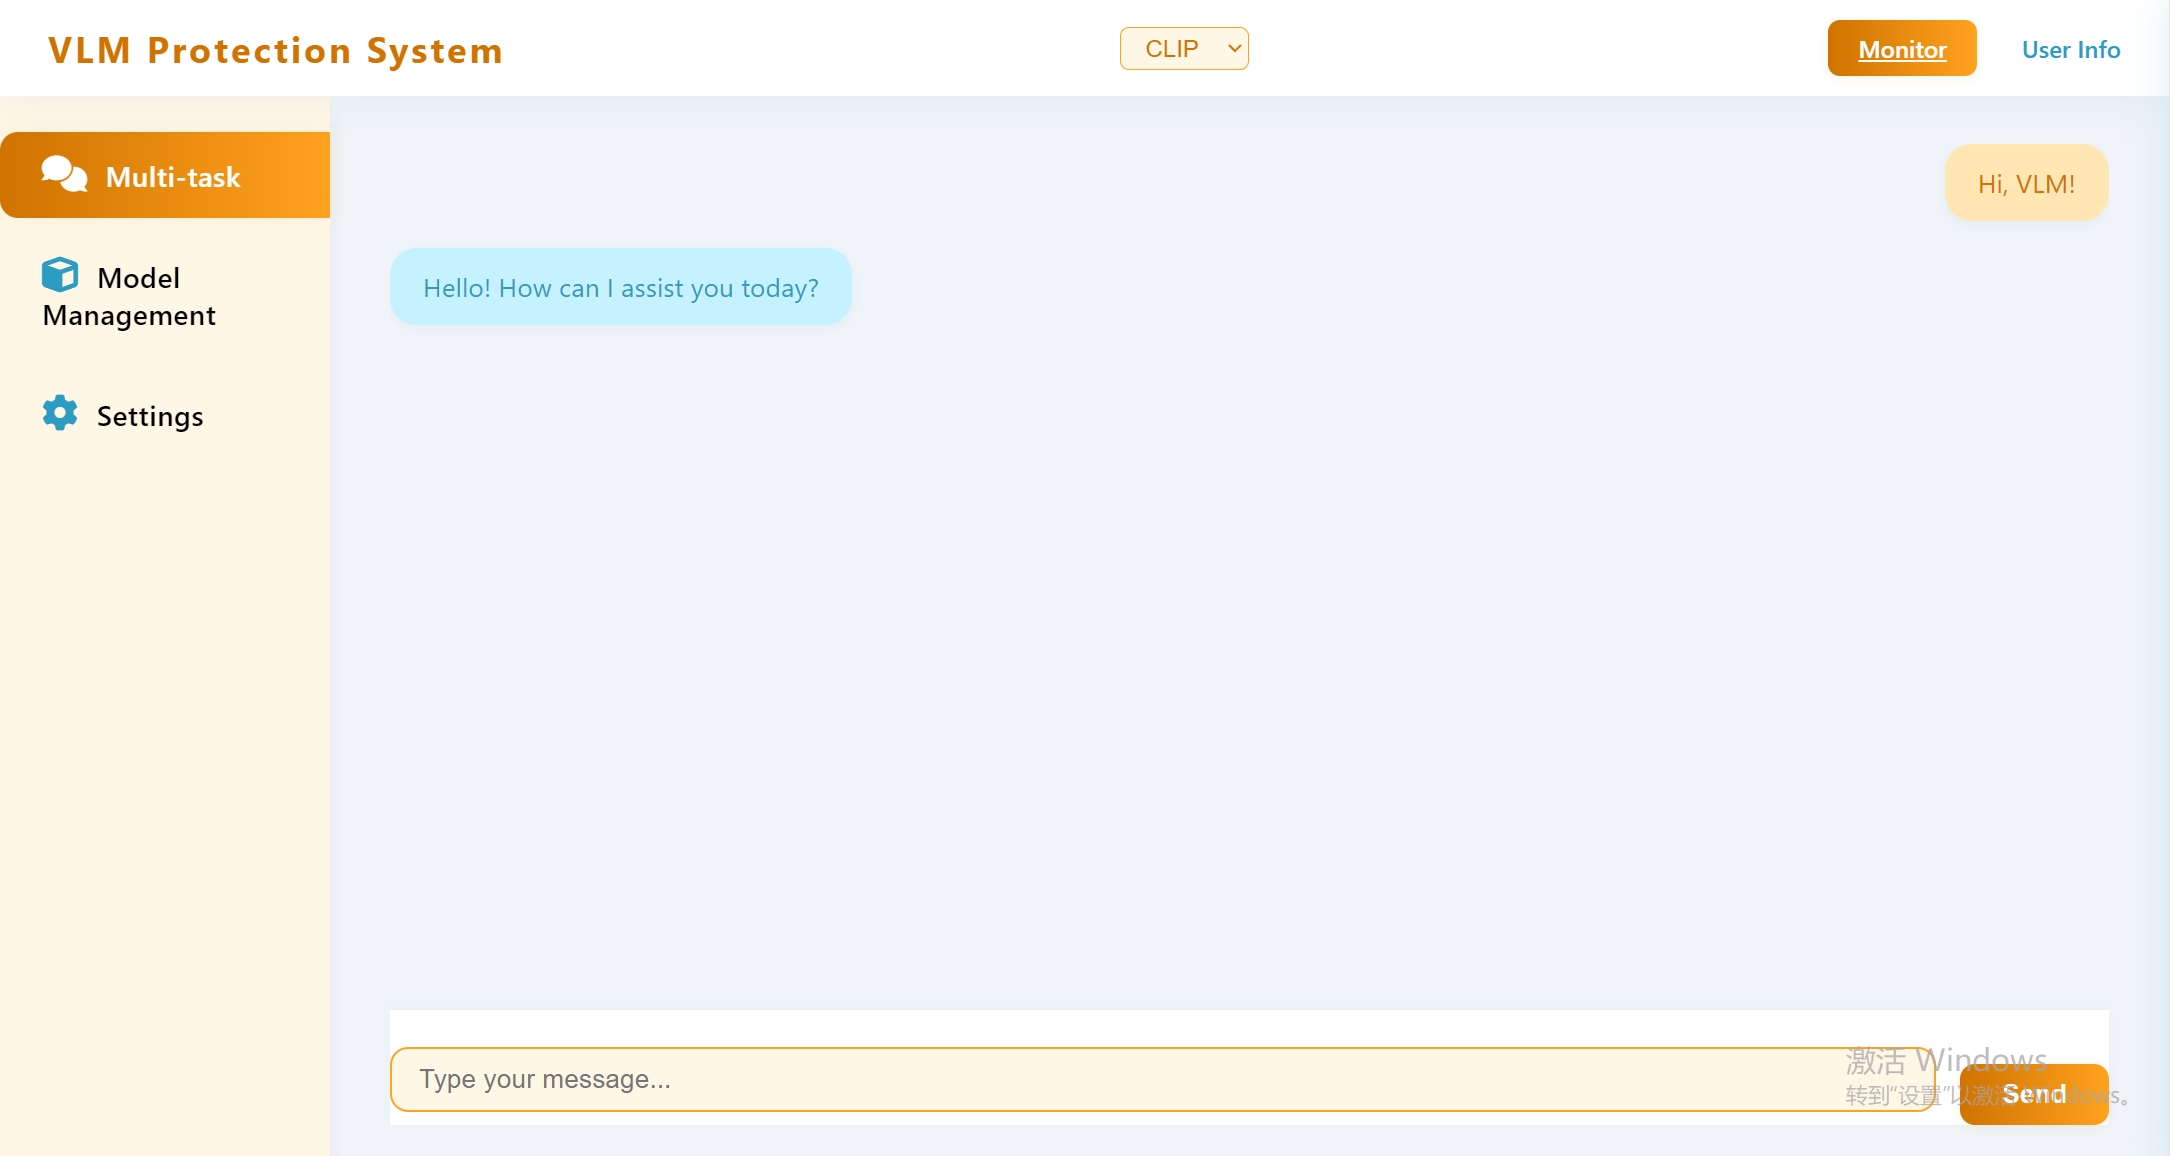 VLM Protection System
CLIP
Monitor
User Info
Multi-task
Model
Management
Settings
Hi, VLM!
Hello! How can I assist you today?
Type your message...
Send
激活 Windows
转到“设置”以激活 Windows。